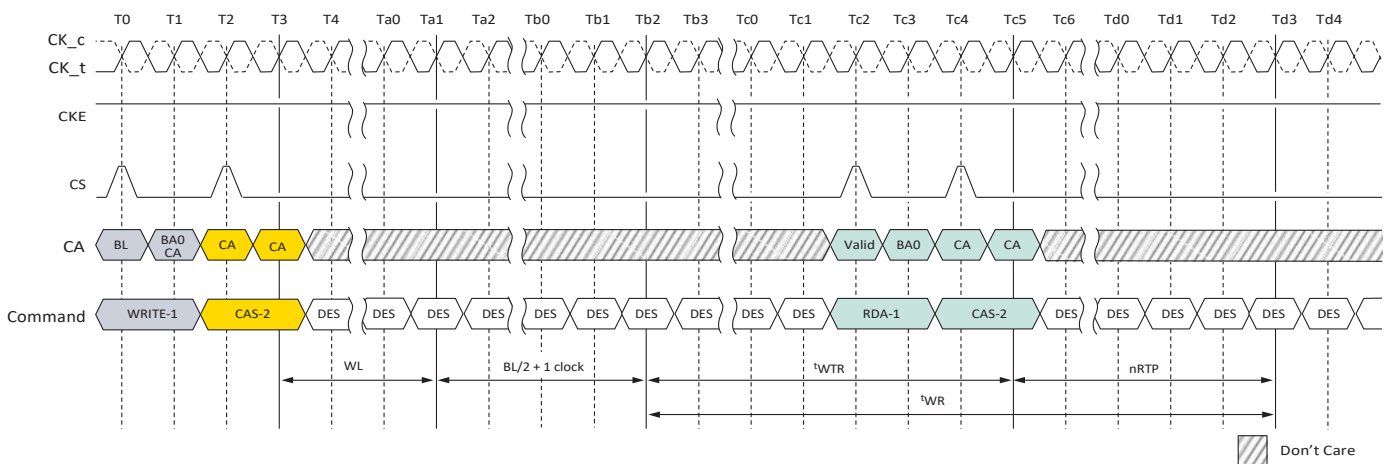 T0 T1 T2 T3 T4 Ta0 Ta1 Ta2 Tb0 Tb1 Tb2 Tb3 Tc0 Tc1 Tc2 Tc3 Tc4 Tc5 Tc6 Td0 Td1 Td2 Td3 Td4
CK_c
CK_t
CKE
CS
CA BL BA0 CA CA CA Valid BA0 CA CA
Command WRITE-1 CAS-2 DES DES DES DES DES DES DES DES DES DES RDA-1 CAS-2 DES DES DES DES DES DES
WL BL/2 + 1 clock tWTR nRTP
tWR
Don't Care